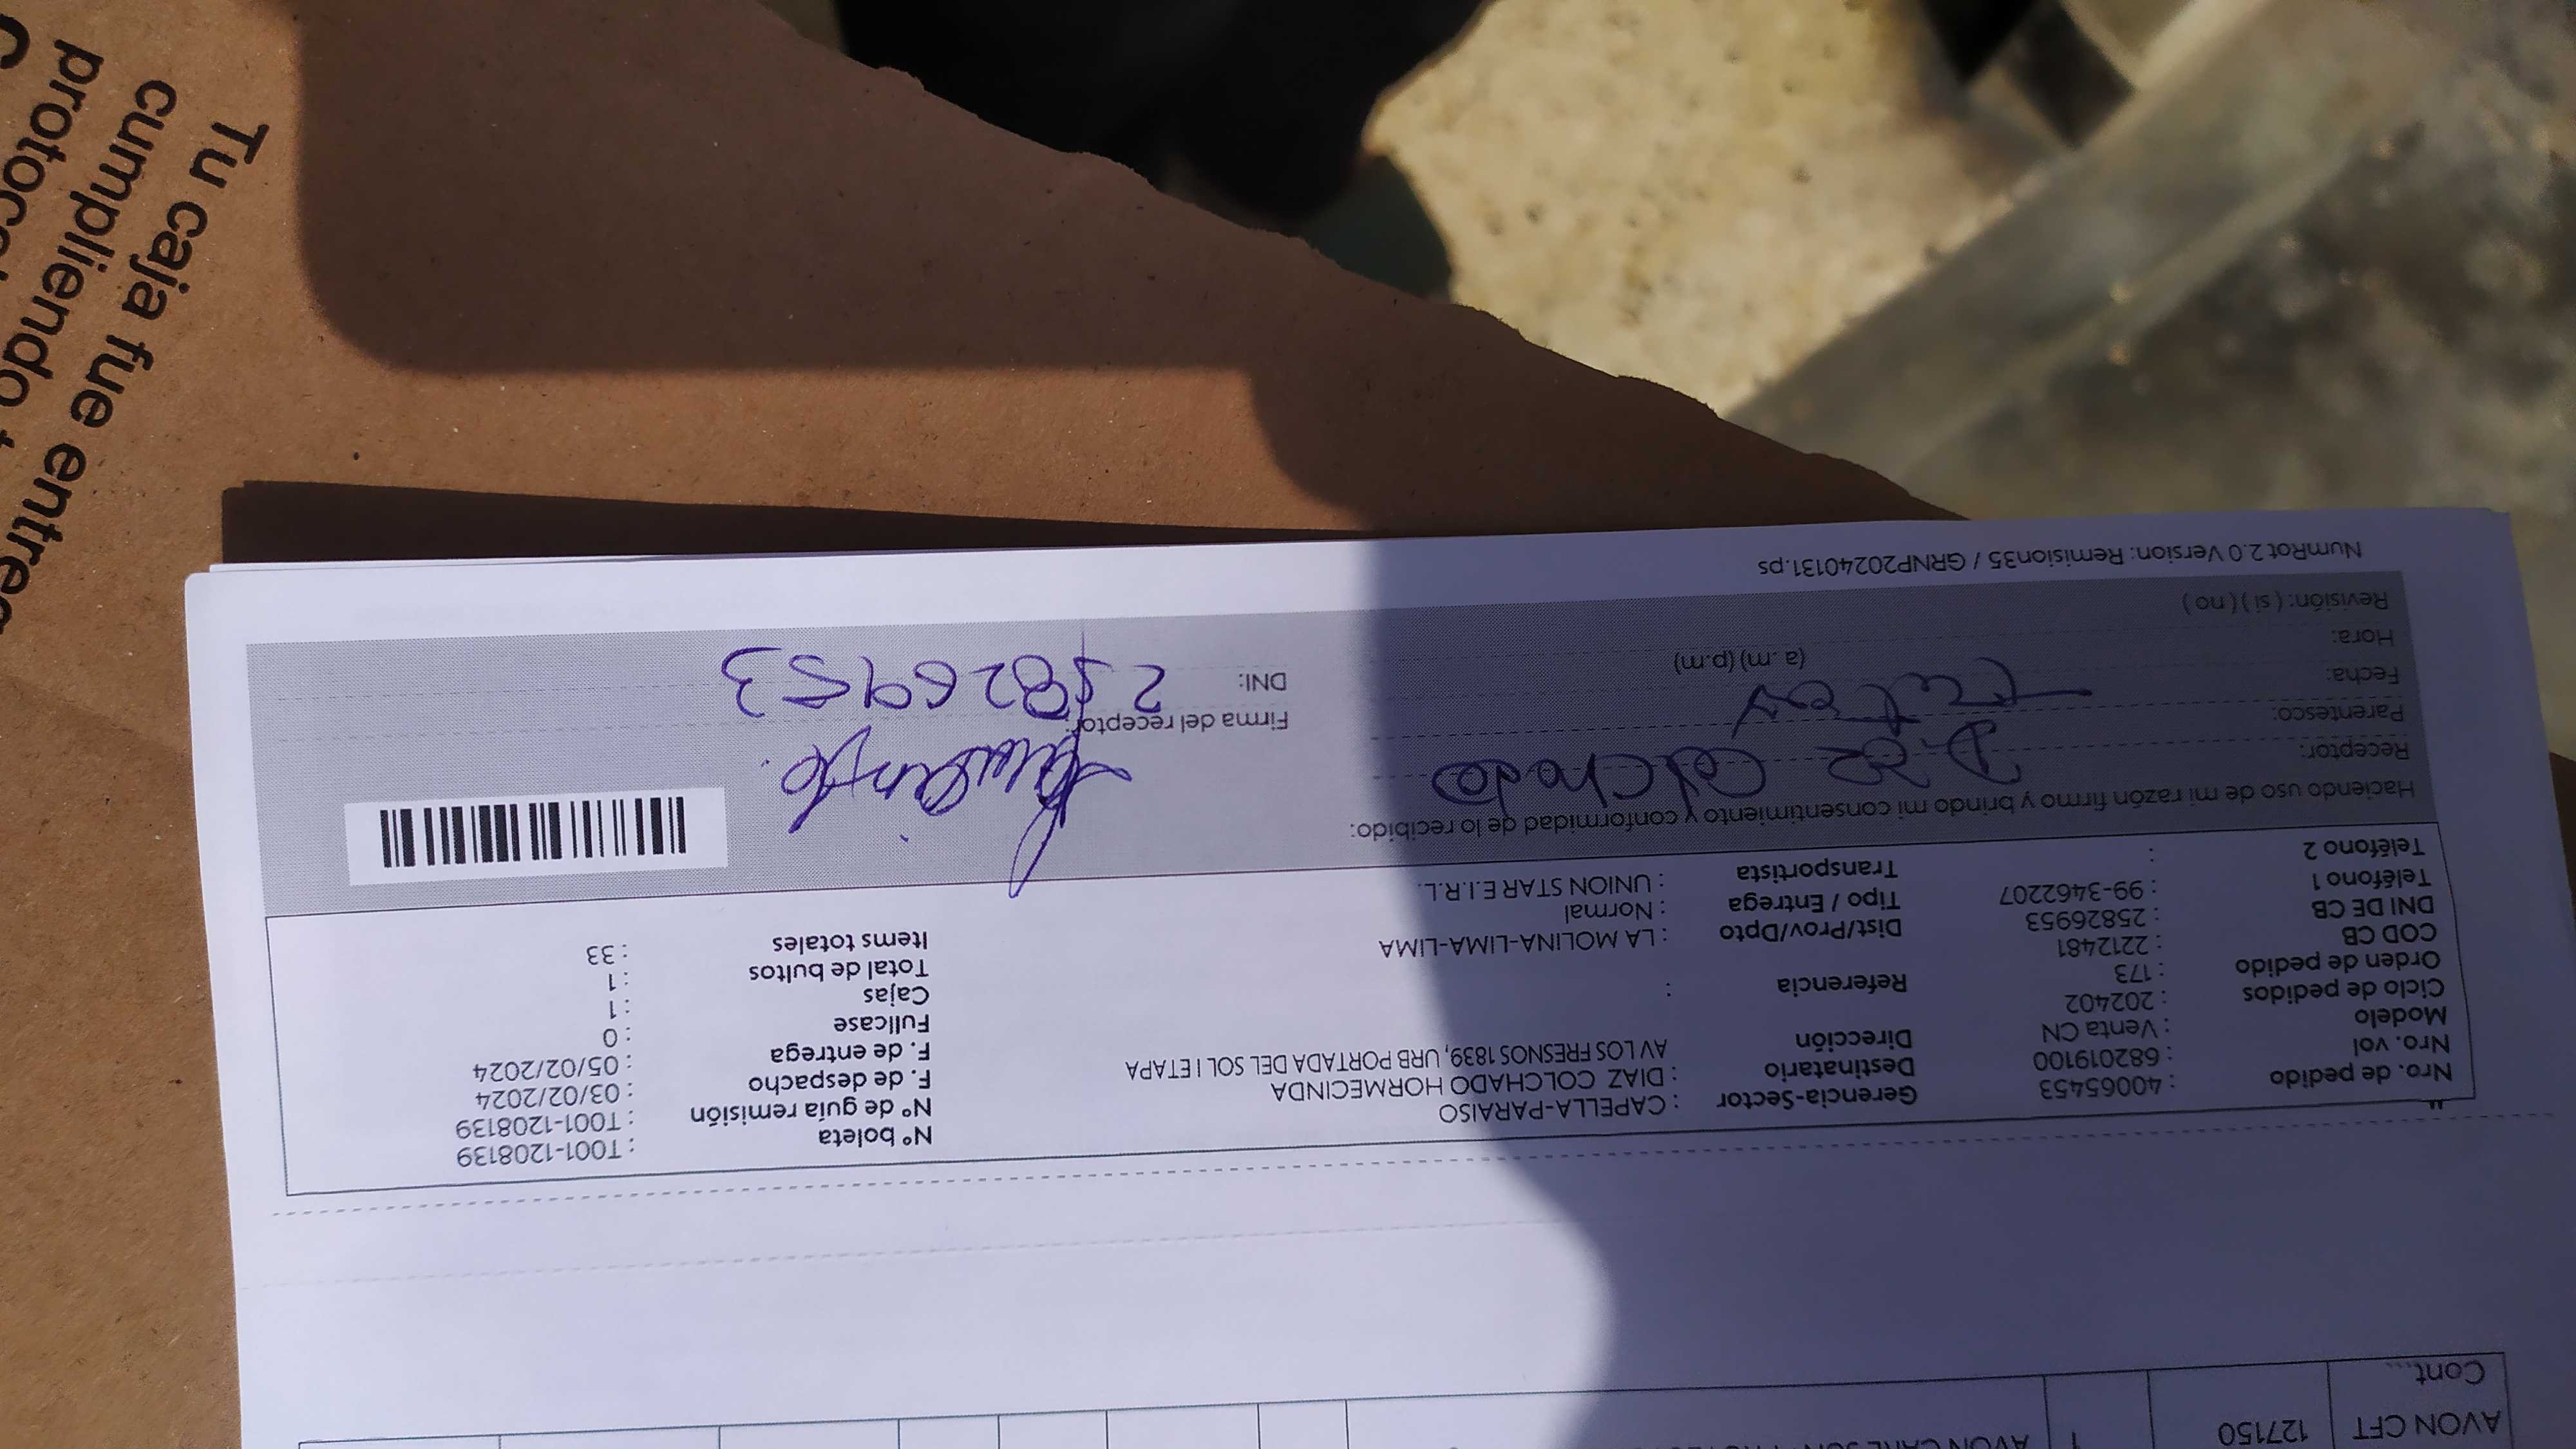 Tu caja fue entre
cumpliendo
Cont....
AVON CFT 127150 1
Nro. de pedido : 40065453
Nro. vol : 682019100
Modelo : Venta CN
Ciclo de pedidos : 202402
Orden de pedido : 173
COD CB : 2212481
DNI DE CB : 25826953
Teléfono 1 : 99-3462207
Teléfono 2 :
Gerencia-Sector : CAPELLA-PARAISO
Destinatario : DIAZ COLCHADO HORMECINDA
Dirección AV LOS FRESNOS 1839, URB PORTADA DEL SOL I ETAPA
Referencia :
Dist/Prov/Dpto : LA MOLINA-LIMA-LIMA
Tipo / Entrega : Normal
Transportista : UNION STAR E.I.R.L.
Nº boleta : T001-1208139
Nº de guía remisión : T001-1208139
F. de despacho : 03/02/2024
F. de entrega : 05/02/2024
Fullcase : 0
Cajas : 1
Total de bultos : 1
Items totales : 33
Haciendo uso de mi razón firmo y brindo mi consentimiento y conformidad de lo recibido:
Receptor: Diaz Colchado
Parentesco:
Fecha:
Hora: (a. m) (p.m)
Revisión: ( si ) ( no )
Firma del receptor:
DNI: 25826953
NumRot 2.0 Version: Remision35 / GRNP20240131.ps